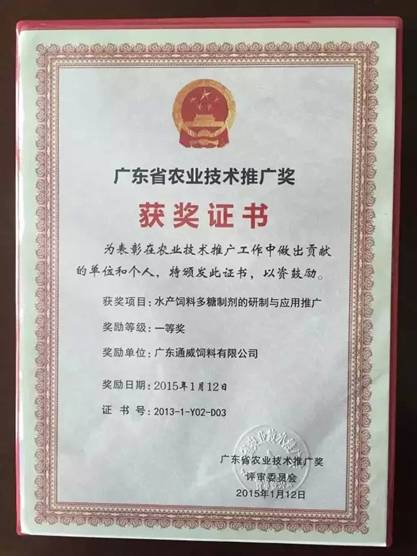 广东省农业技术推广奖
获奖证书
为表彰在农业技术推广工作中做出贡献
的单位和个人，特颁发此证书，以资鼓励。
获奖项目：水产饲料多糖制剂的研制与应用推广
奖励等级：一等奖
奖励单位：广东通威饲料有限公司
奖励日期：2015年1月12日
证 书 号：2013-1-Y02-D03
广东省农业技术推广奖
评审委员会
2015年1月12日